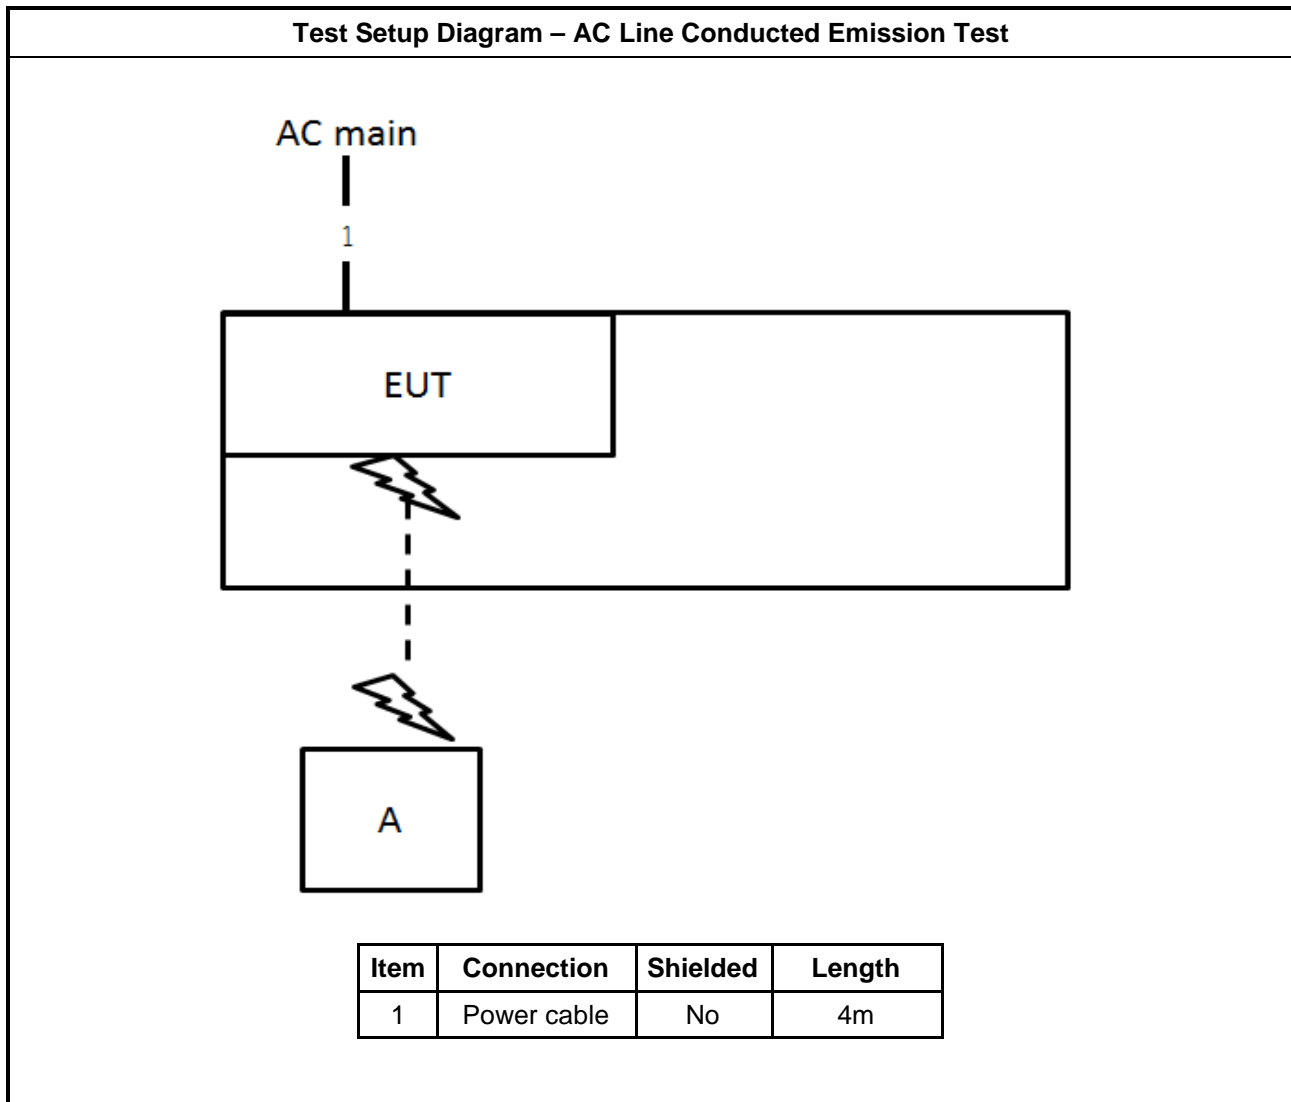 Test Setup Diagram – AC Line Conducted Emission Test
AC main
1
EUT
A
Item Connection Shielded Length
1 Power cable No 4m